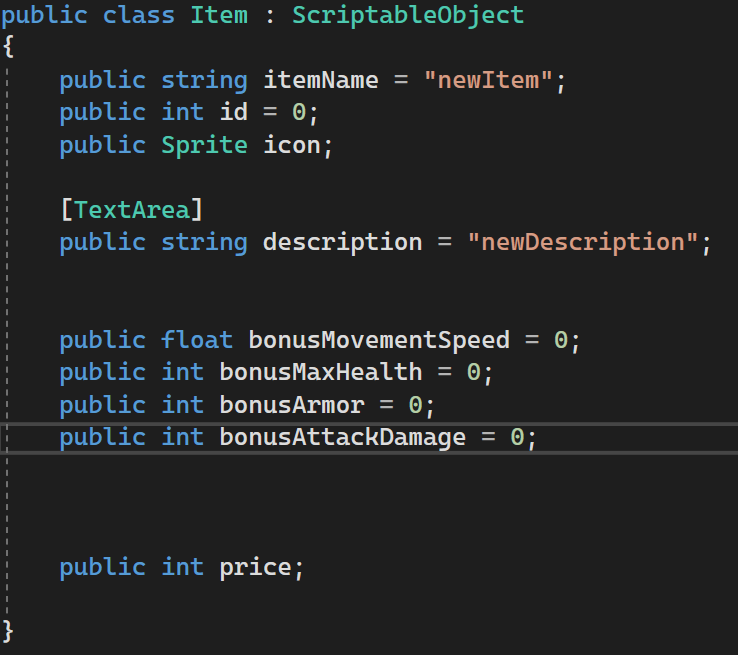 public class Item : ScriptableObject
{
public string itemName = "newItem";
public int id = 0;
public Sprite icon;
[TextArea]
public string description = "newDescription";
public float bonusMovementSpeed = 0;
public int bonusMaxHealth = 0;
public int bonusArmor = 0;
public int bonusAttackDamage = 0;
public int price;
}